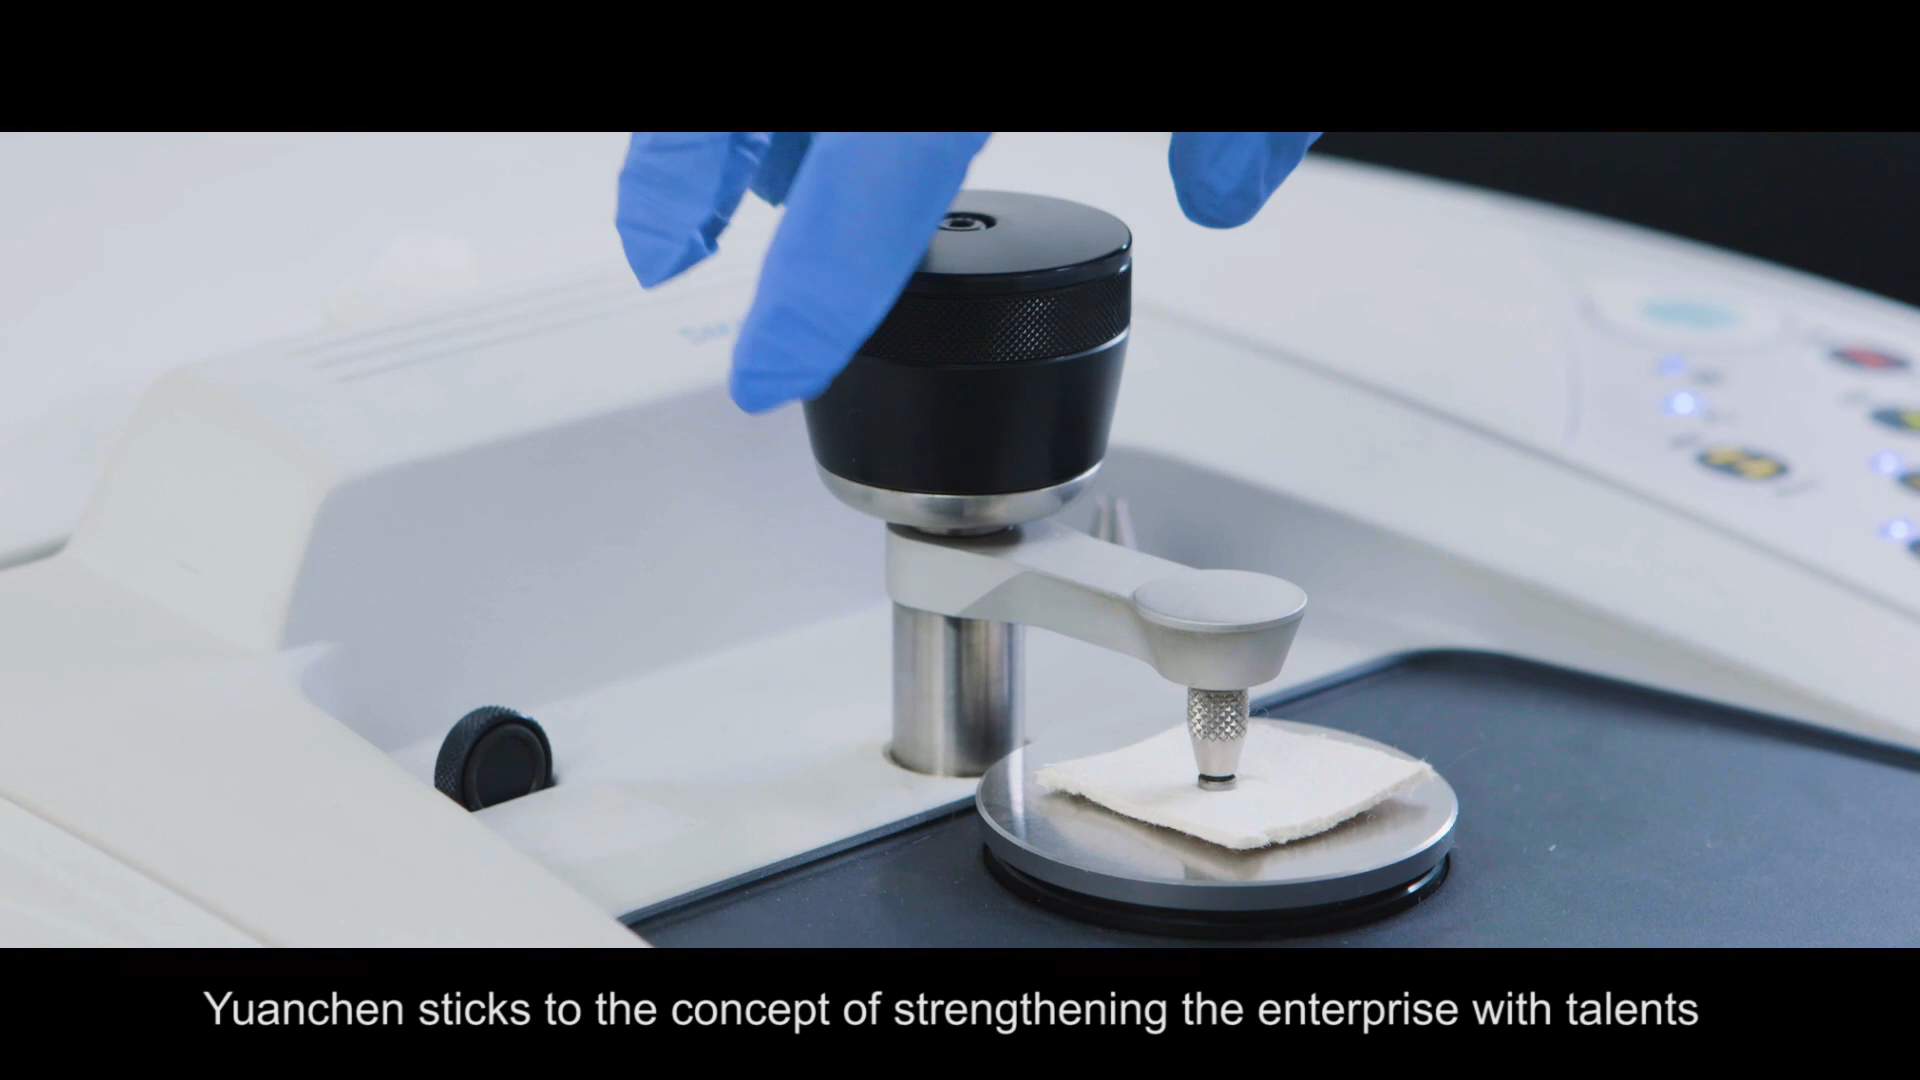 Yuanchen sticks to the concept of strengthening the enterprise with talents